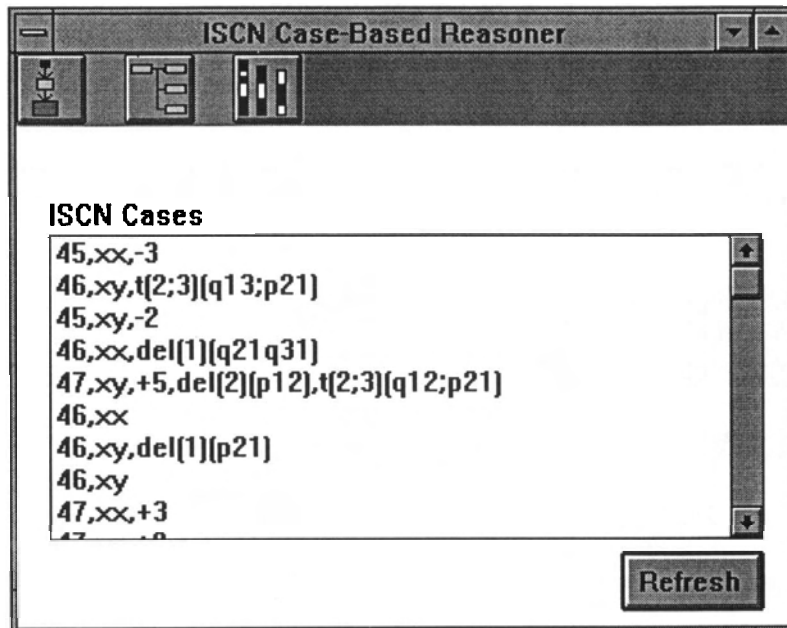 ISCN Case-Based Reasoner
ISCN Cases
45,xx,-3
46,xy,t(2;3)(q13;p21)
45,xy,-2
46,xx,del(1)(q21q31)
47,xy,+5,del(2)(p12),t(2;3)(q12;p21)
46,xx
46,xy,del(1)(p21)
46,xy
47,xx,+3
Refresh